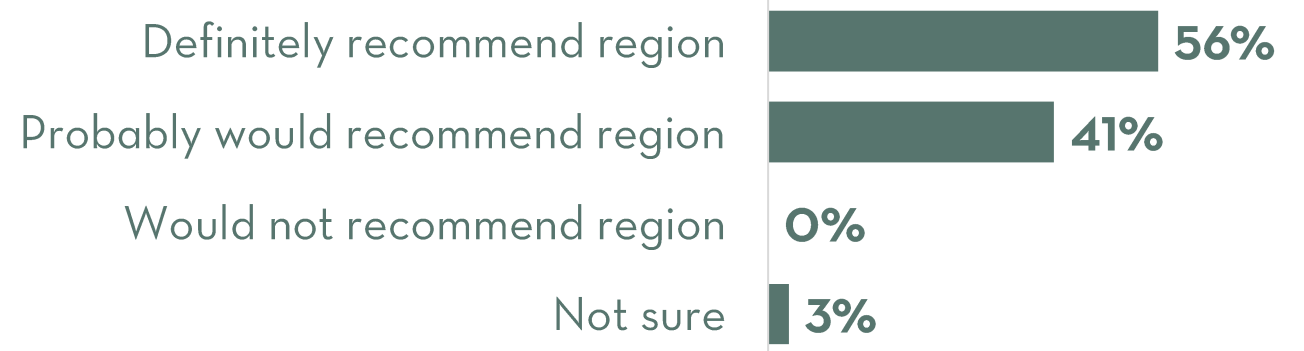 Definitely recommend region 56%
Probably would recommend region 41%
Would not recommend region 0%
Not sure 3%